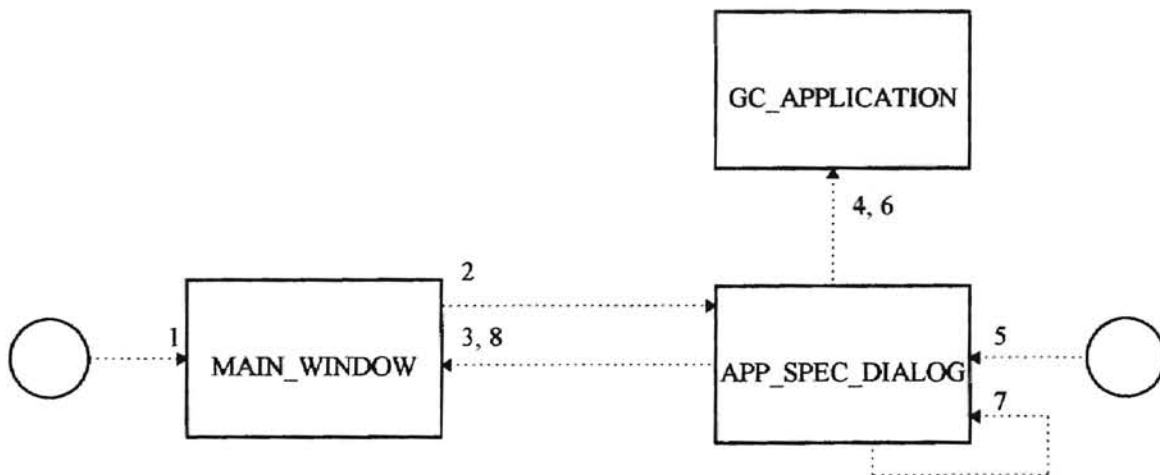 GC_APPLICATION
4, 6
2
1
3, 8
5
MAIN_WINDOW
APP_SPEC_DIALOG
7